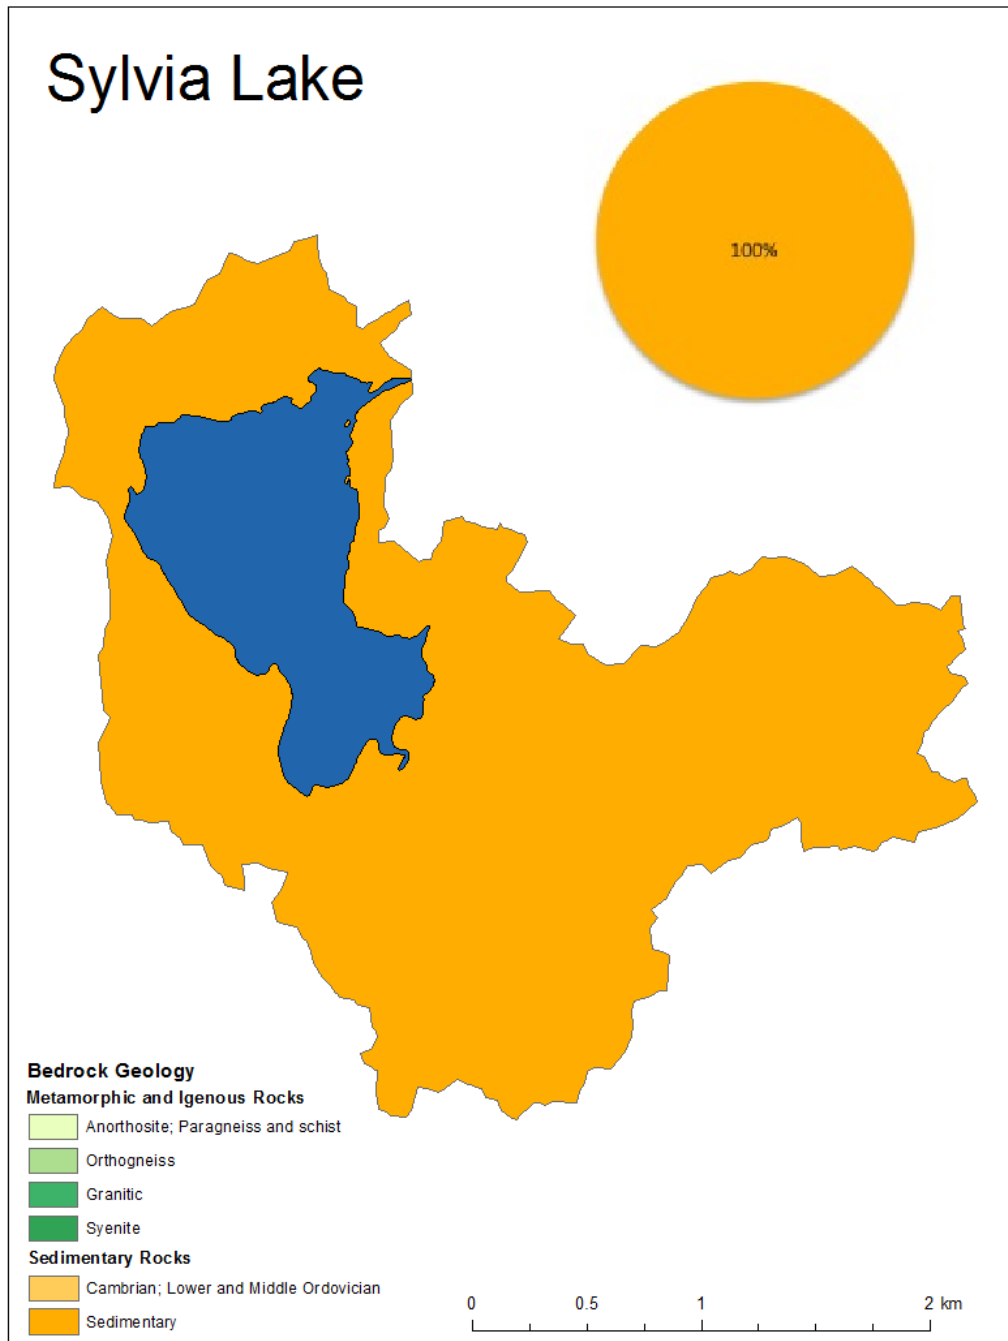 Sylvia Lake
100%
Bedrock Geology
Metamorphic and Igenous Rocks
Anorthosite; Paragneiss and schist
Orthogneiss
Granitic
Syenite
Sedimentary Rocks
Cambrian; Lower and Middle Ordovician
Sedimentary
0 0.5 1 2 km